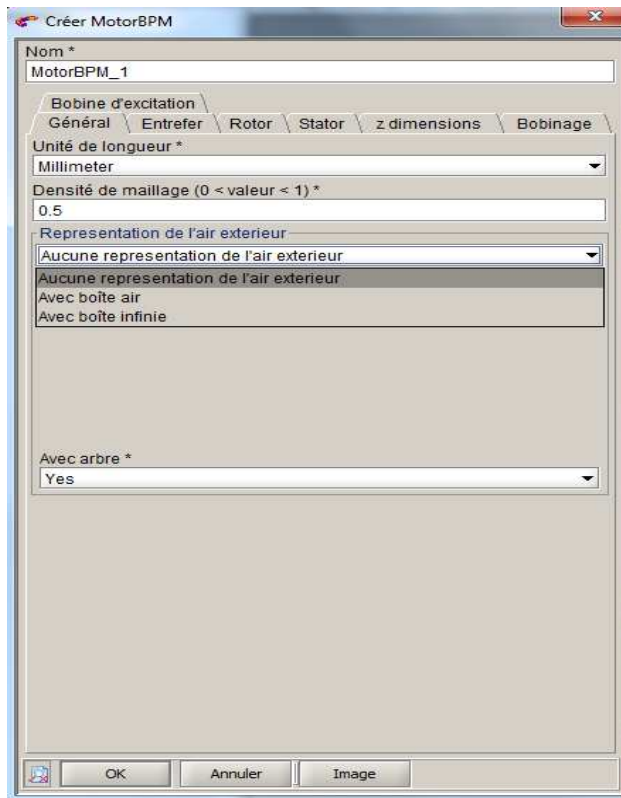 Créer MotorBPM
Nom *
MotorBPM_1
Bobine d'excitation
Général Entrefer Rotor Stator z dimensions Bobinage
Unité de longueur *
Millimeter
Densité de maillage (0 < valeur < 1) *
0.5
Representation de l'air exterieur
Aucune representation de l'air exterieur
Aucune representation de l'air exterieur
Avec boîte air
Avec boîte infinie
Avec arbre *
Yes
OK Annuler Image